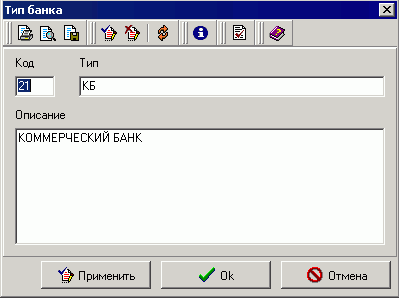 Тип банка
Код Тип
21 КБ
Описание
КОММЕРЧЕСКИЙ БАНК
Применить Ok Отмена